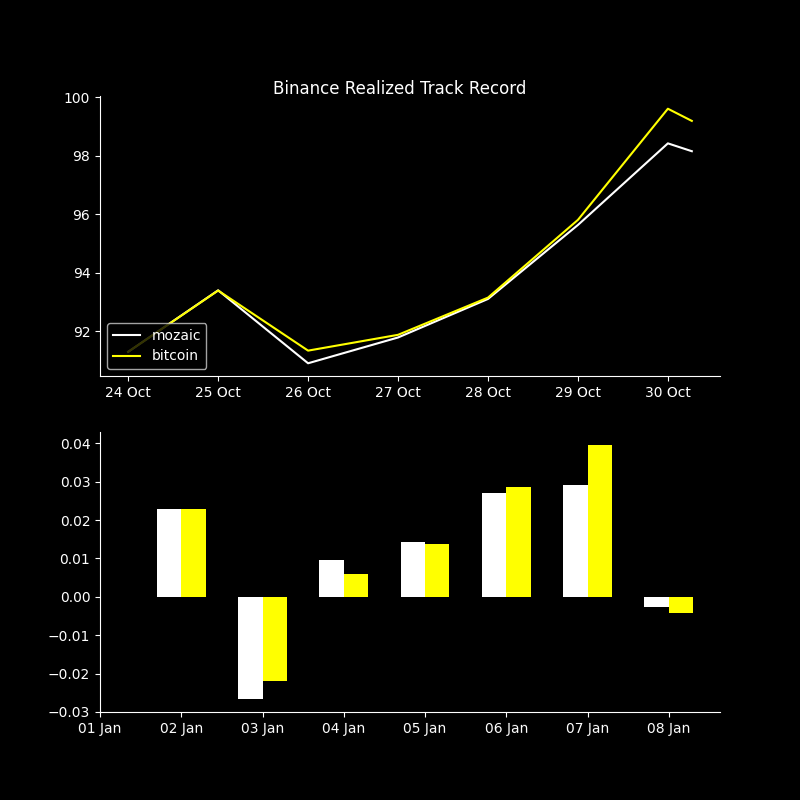 Binance Realized Track Record
100
98
96
94
92
mozaic
bitcoin
24 Oct 25 Oct 26 Oct 27 Oct 28 Oct 29 Oct 30 Oct
0.04
0.03
0.02
0.01
0.00
−0.01
−0.02
−0.03
01 Jan 02 Jan 03 Jan 04 Jan 05 Jan 06 Jan 07 Jan 08 Jan